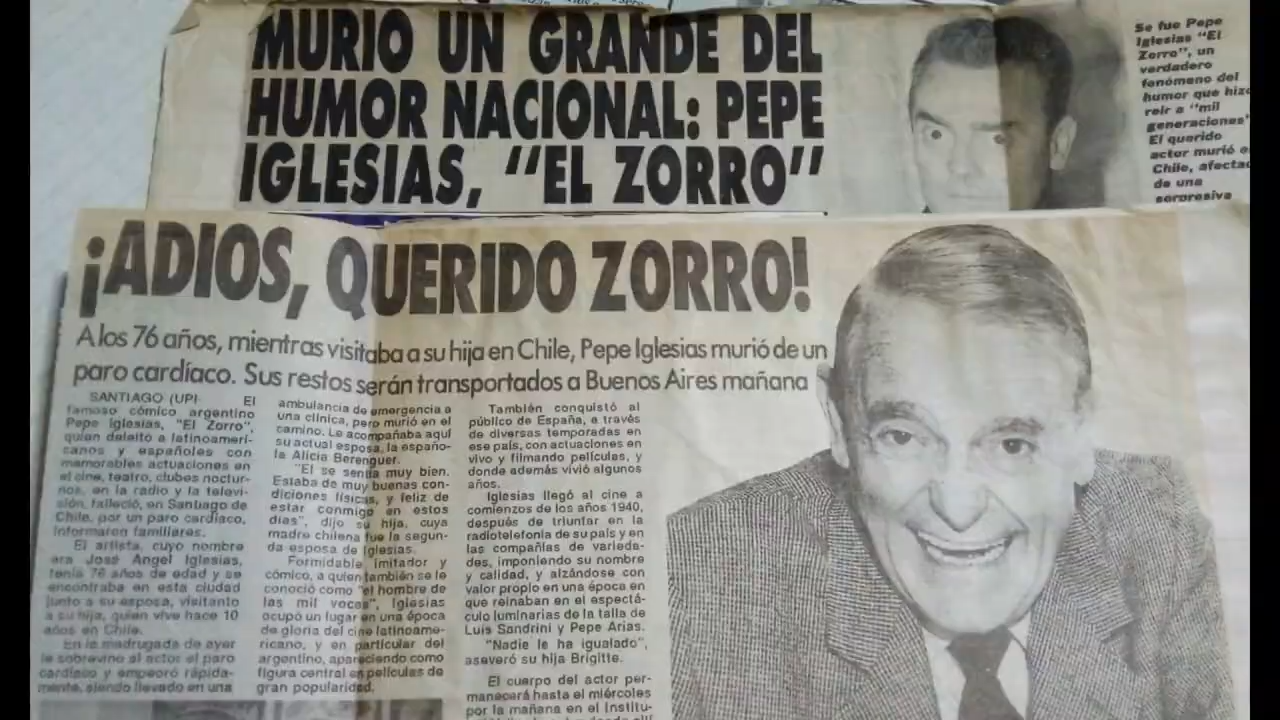 MURIO UN GRANDE DEL
HUMOR NACIONAL: PEPE
IGLESIAS, "EL ZORRO"
Se fue Pepe
Iglesias "El
Zorro", un
verdadero
fenómeno del
humor que hizo
reír a "mil
generaciones"
El querido
actor murió e
Chile, afectad
de una
sorpresiva
¡ADIOS, QUERIDO ZORRO!
A los 76 años, mientras visitaba a su hija en Chile, Pepe Iglesias murió de un
paro cardíaco. Sus restos serán transportados a Buenos Aires mañana
SANTIAGO (UPI- El
famoso cómico argentino
Pepe Iglesias, "El Zorro",
quien deleitó a latinoameri-
canos y españoles con
memorables actuaciones en
el cine, teatro, clubes noctur-
nos, en la radio y la televi-
sión, falleció, en Santiago de
Chile, por un paro cardíaco,
informaron familiares.
El artista, cuyo nombre
era José Angel Iglesias,
tenía 76 años de edad y se
encontraba en esta ciudad
junto a su esposa, visitanto
a su hija, quien vive hace 10
años en Chile.
En la madrugada de ayer
le sobrevino al actor el paro
cardíaco y empeoró rápida-
mente, siendo llevado en una
ambulancia de emergencia a
una clínica, pero murió en el
camino. Le acompañaba aquí
su actual esposa, la españo-
la Alicia Berenguer.
"El se sentía muy bien.
Estaba de muy buenas con-
diciones físicas, y feliz de
estar conmigo en estos
días", dijo su hija, cuya
madre chilena fue la segun-
da esposa de Iglesias.
Formidable imitador y
cómico, a quien también se le
conoció como "el hombre de
las mil voces", Iglesias
ocupó un lugar en una época
de gloria del cine latinoame-
ricano, y en particular del
argentino, apareciendo como
figura central en películas de
gran popularidad.
También conquistó al
público de España, a través
de diversas temporadas en
ese país, con actuaciones en
vivo y filmando películas, y
donde además vivió algunos
años.
Iglesias llegó al cine a
comienzos de los años 1940,
después de triunfar en la
radiotelefonía de su país y en
las compañías de varieda-
des, imponiendo su nombre
y calidad, y alzándose con
valor propio en una época en
que reinaban en el espectá-
culo luminarias de la talla de
Luis Sandrini y Pepe Arias.
"Nadie le ha igualado",
aseveró su hija Brigitte.
El cuerpo del actor per-
manecerá hasta el miércoles
por la mañana en el Institu-